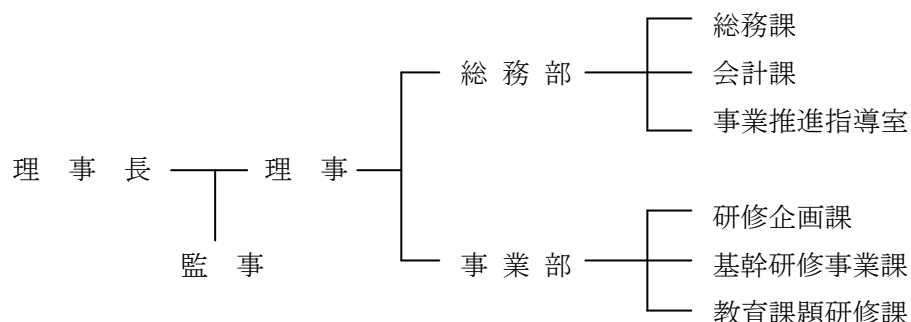 総務課
総務部
会計課
事業推進指導室
理事長
理事
監事
研修企画課
事業部
基幹研修事業課
教育課題研修課